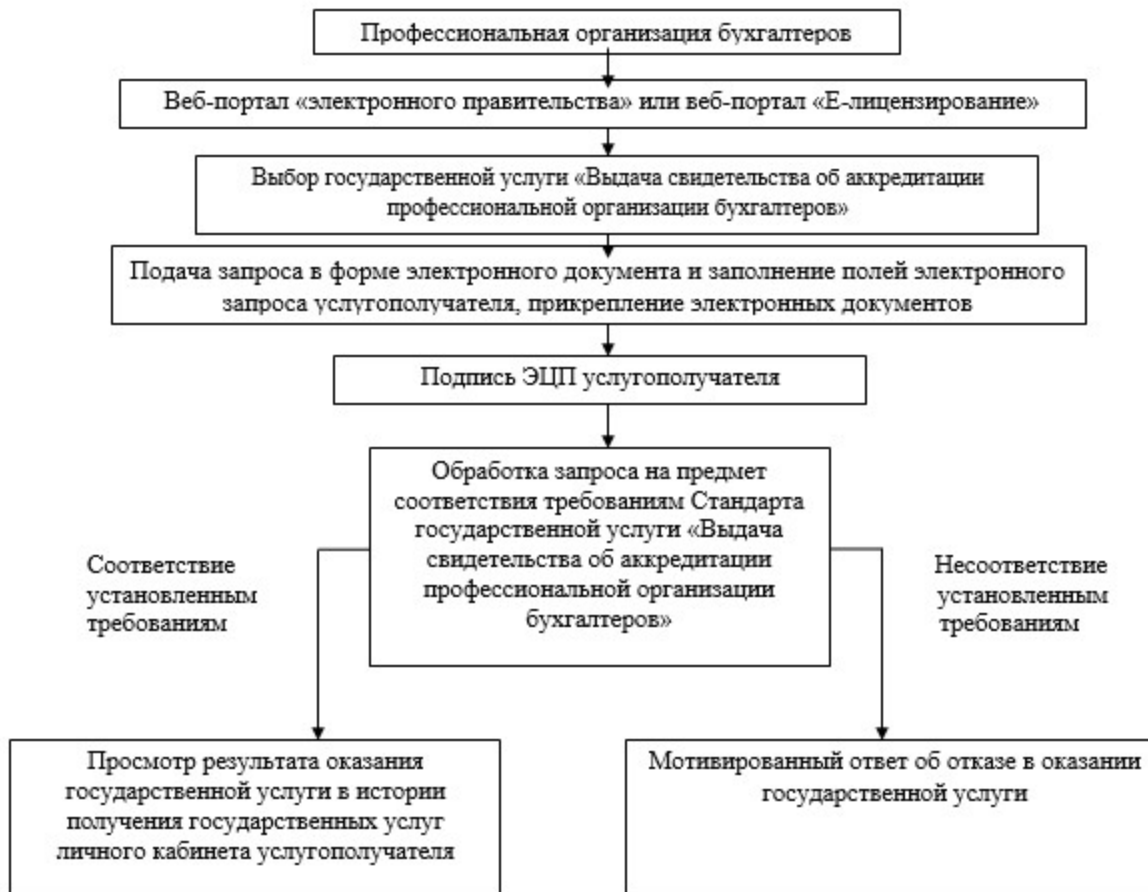 Профессиональная организация бухгалтеров
Веб-портал «электронного правительства» или веб-портал «Е-лицензирование»
Выбор государственной услуги «Выдача свидетельства об аккредитации
профессиональной организации бухгалтеров»
Подача запроса в форме электронного документа и заполнение полей электронного
запроса услугополучателя, прикрепление электронных документов
Подпись ЭЦП услугополучателя
Обработка запроса на предмет
соответствия требованиям Стандарта
государственной услуги «Выдача
свидетельства об аккредитации
профессиональной организации
бухгалтеров»
Соответствие
установленным
требованиям
Несоответствие
установленным
требованиям
Просмотр результата оказания
государственной услуги в истории
получения государственных услуг
личного кабинета услугополучателя
Мотивированный ответ об отказе в оказании
государственной услуги